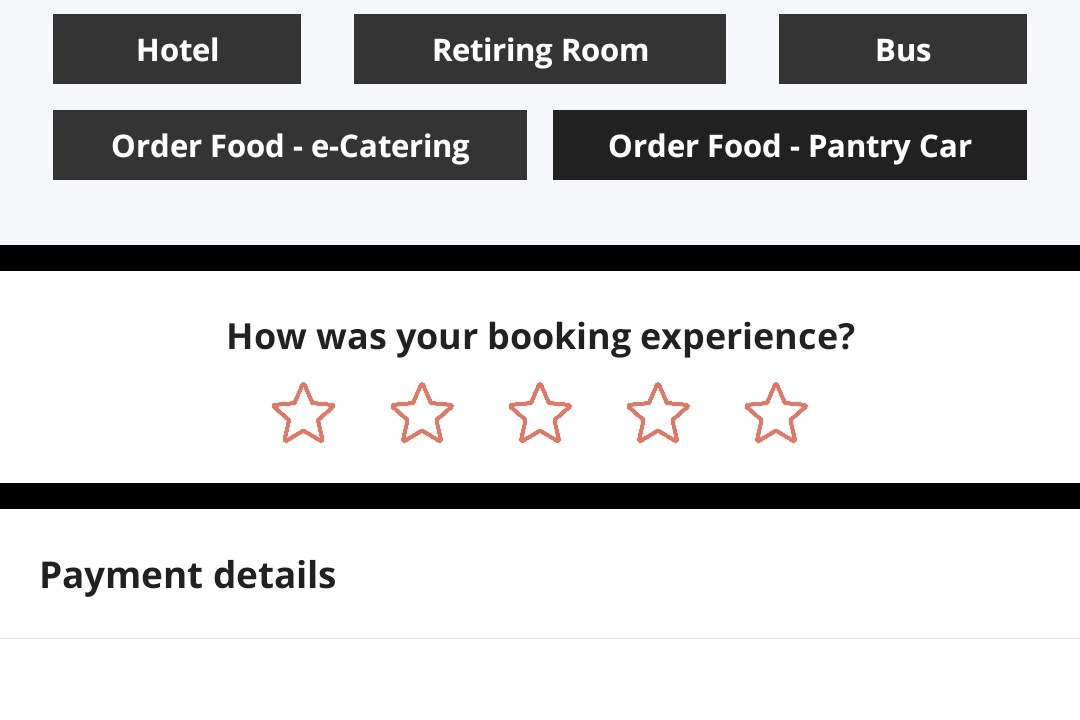 Hotel
Retiring Room
Bus
Order Food - e-Catering
Order Food - Pantry Car
How was your booking experience?
Payment details